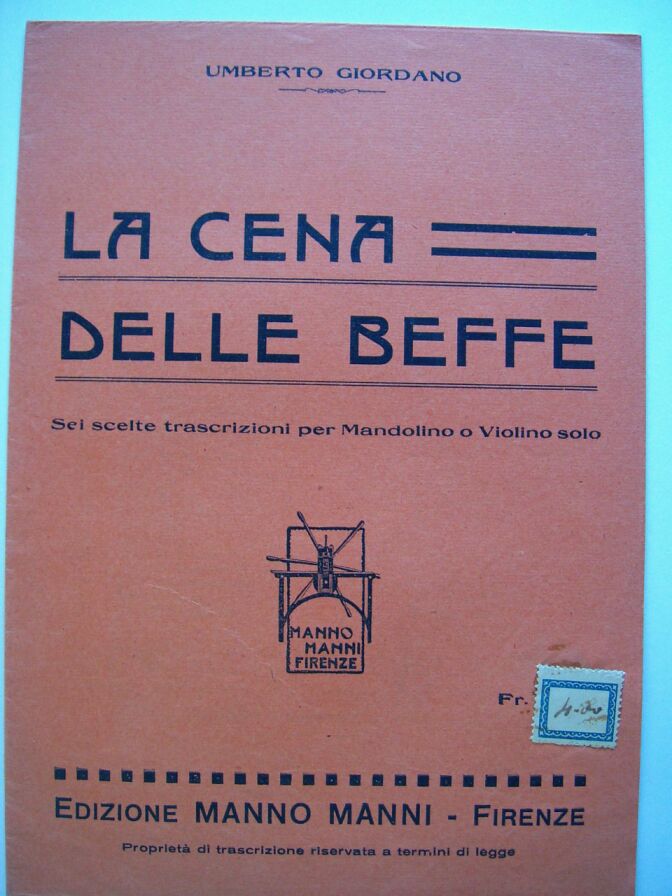 UMBERTO GIORDANO
LA CENA
DELLE BEFFE
Sei scelte trascrizioni per Mandolino o Violino solo
MANNO
MANNI
FIRENZE
Fr.
EDIZIONE MANNO MANNI - FIRENZE
Proprietà di trascrizione riservata a termini di legge